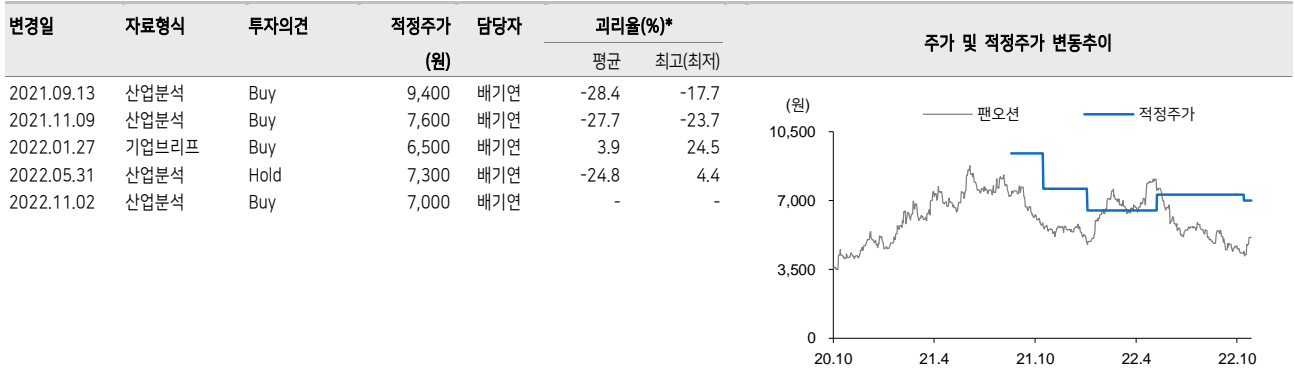 변경일 자료형식 투자의견 적정주가 담당자 괴리율(%)*
(원) 평균 최고(최저)
2021.09.13 산업분석 Buy 9,400 배기연 -28.4 -17.7
2021.11.09 산업분석 Buy 7,600 배기연 -27.7 -23.7
2022.01.27 기업브리프 Buy 6,500 배기연 3.9 24.5
2022.05.31 산업분석 Hold 7,300 배기연 -24.8 4.4
2022.11.02 산업분석 Buy 7,000 배기연 - -
주가 및 적정주가 변동추이
(원)
팬오션 적정주가
10,500
7,000
3,500
0
20.10 21.4 21.10 22.4 22.10